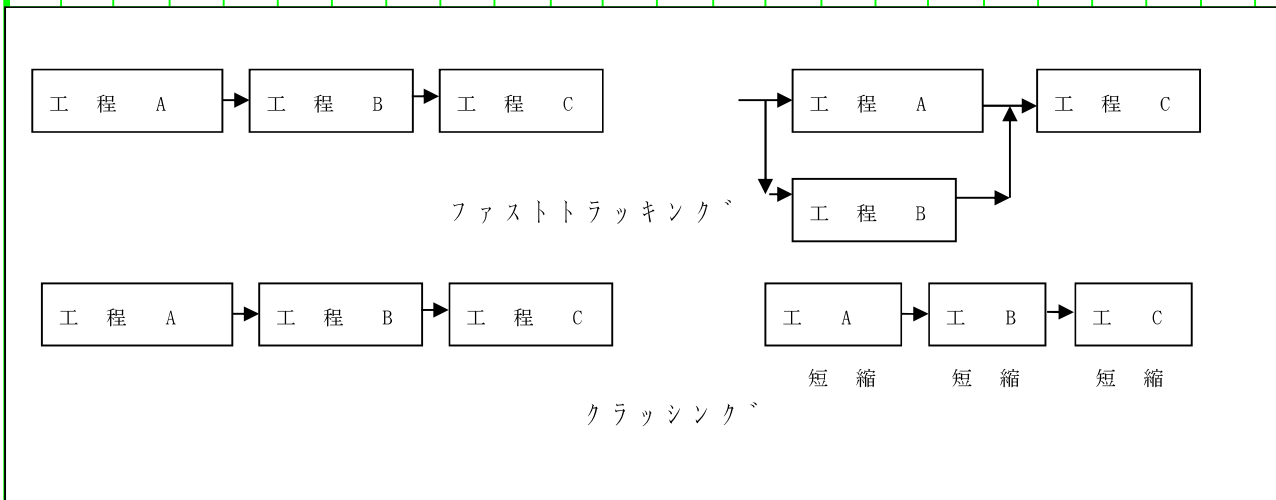 工程 A 工程 B 工程 C 工程 A 工程 C
工程 B
ファストトラッキング
工程 A 工程 B 工程 C 工 A 工 B 工 C
短縮 短縮 短縮
クラッシング